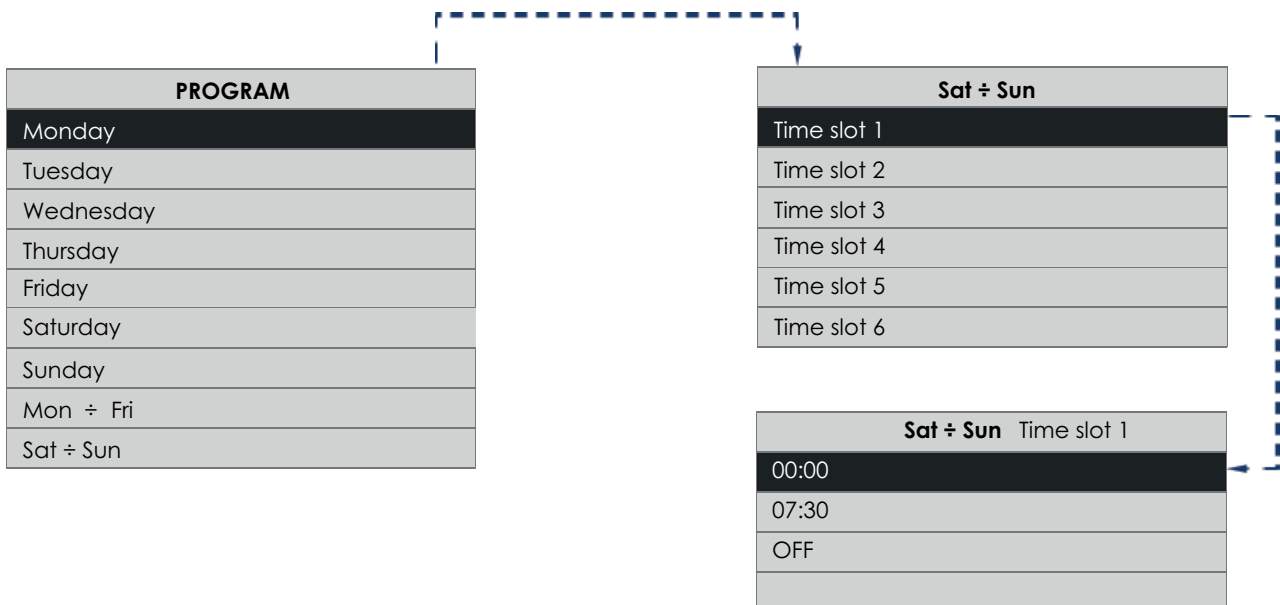 PROGRAM
Monday
Tuesday
Wednesday
Thursday
Friday
Saturday
Sunday
Mon ÷ Fri
Sat ÷ Sun
Sat ÷ Sun
Time slot 1
Time slot 2
Time slot 3
Time slot 4
Time slot 5
Time slot 6
Sat ÷ Sun Time slot 1
00:00
07:30
OFF